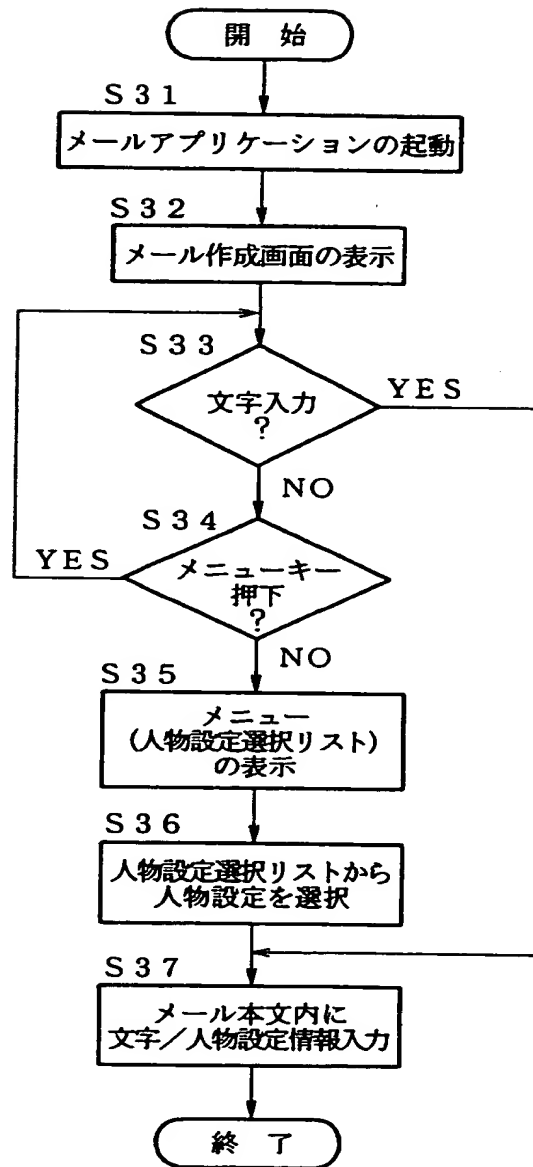 開 始
S31
メールアプリケーションの起動
S32
メール作成画面の表示
S33
文字入力
?
YES
NO
S34
メニューキー
押下
?
YES
NO
S35
メニュー
(人物設定選択リスト)
の表示
S36
人物設定選択リストから
人物設定を選択
S37
メール本文内に
文字/人物設定情報入力
終 了